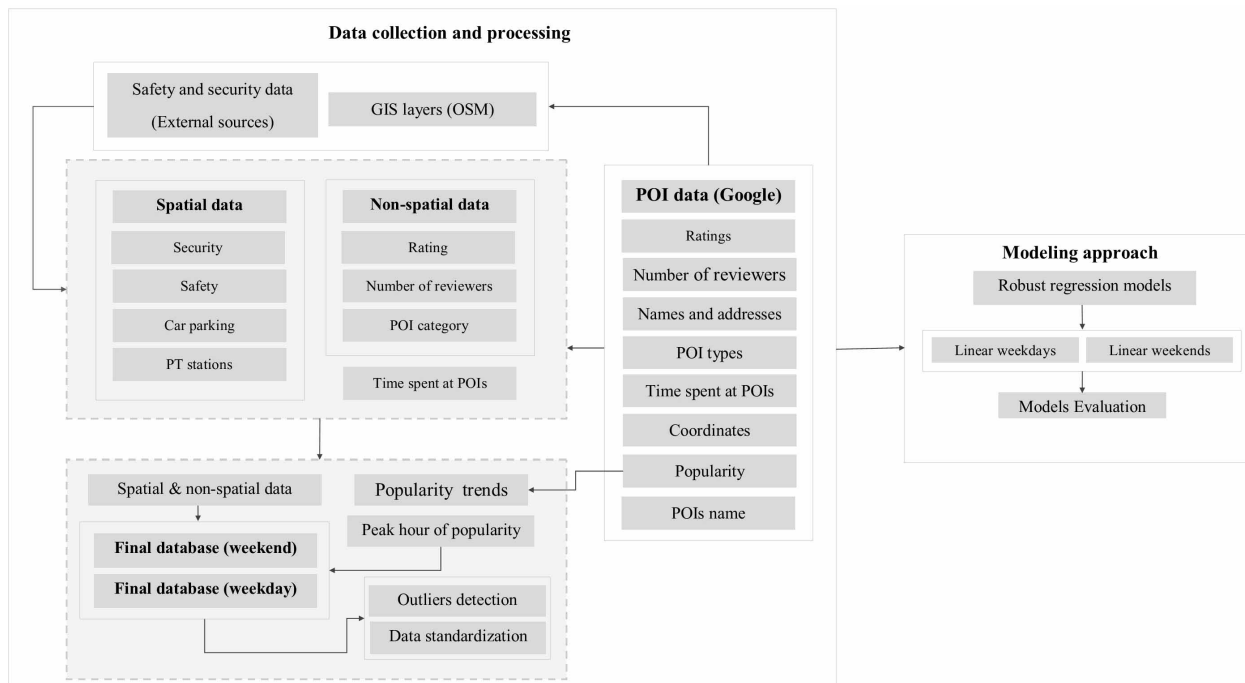 Data collection and processing
Safety and security data
(External sources)
GIS layers (OSM)
Spatial data
Security
Safety
Car parking
PT stations
Non-spatial data
Rating
Number of reviewers
POI category
Time spent at POIs
POI data (Google)
Ratings
Number of reviewers
Names and addresses
POI types
Time spent at POIs
Coordinates
Popularity
POIs name
Spatial & non-spatial data
Popularity trends
Peak hour of popularity
Final database (weekend)
Final database (weekday)
Outliers detection
Data standardization
Modeling approach
Robust regression models
Linear weekdays
Linear weekends
Models Evaluation